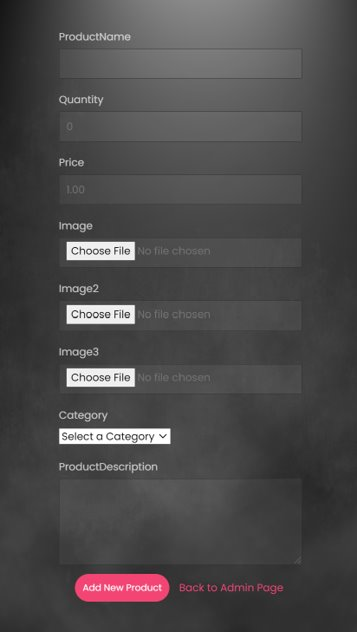 ProductName
Quantity
0
Price
1.00
Image
Choose File No file chosen
Image2
Choose File No file chosen
Image3
Choose File No file chosen
Category
Select a Category
ProductDescription
Add New Product Back to Admin Page